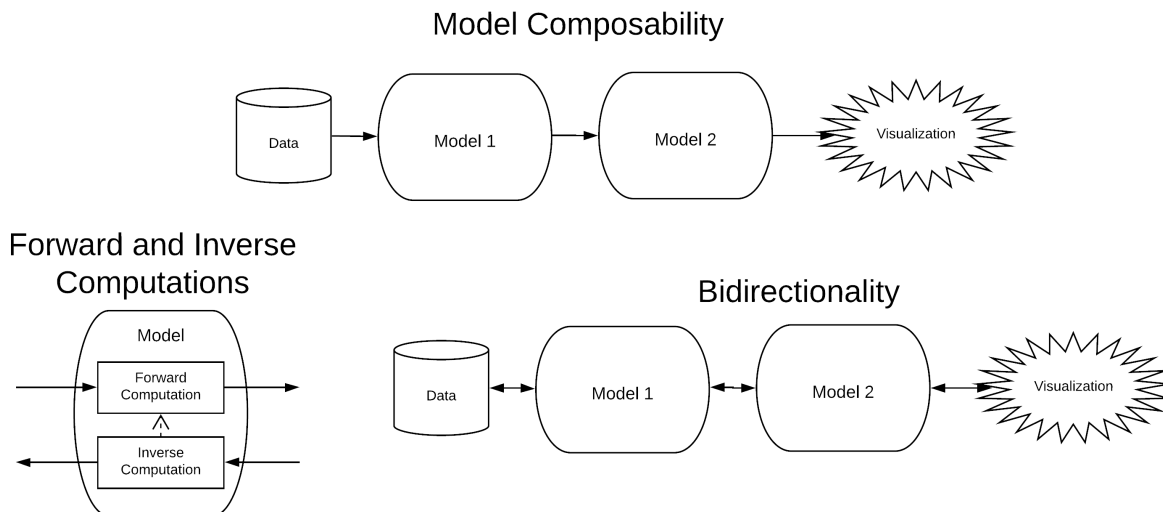 Model Composability
Data
Model 1
Model 2
Visualization
Forward and Inverse
Computations
Model
Forward
Computation
Inverse
Computation
Bidirectionality
Data
Model 1
Model 2
Visualization